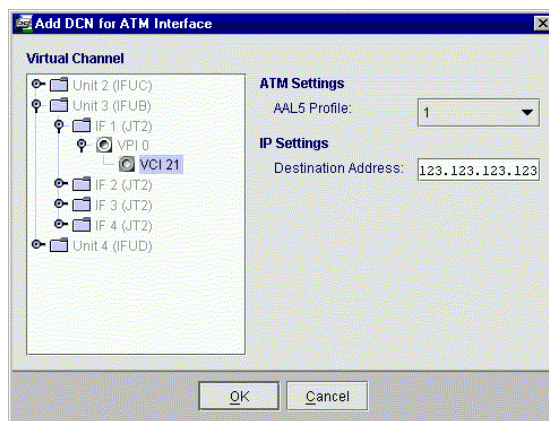 Add DCN for ATM Interface
Virtual Channel
Unit 2 (IFUC)
Unit 3 (IFUB)
IF 1 (JT2)
VPI 0
VCI 21
IF 2 (JT2)
IF 3 (JT2)
IF 4 (JT2)
Unit 4 (IFUD)
ATM Settings
AAL5 Profile: 1
IP Settings
Destination Address: 123.123.123.123
OK Cancel